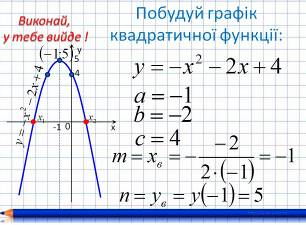 Виконай,
у тебе вийде !
Побудуй графік
квадратичної функції:
y = −x² − 2x + 4
a = −1
b = −2
c = 4
m = xв = − −2 / 2·(−1) = −1
n = yв = y(−1) = 5
(−1;5)
y
5
4
y = −x² − 2x + 4
x₁
-1
0
x₂
x